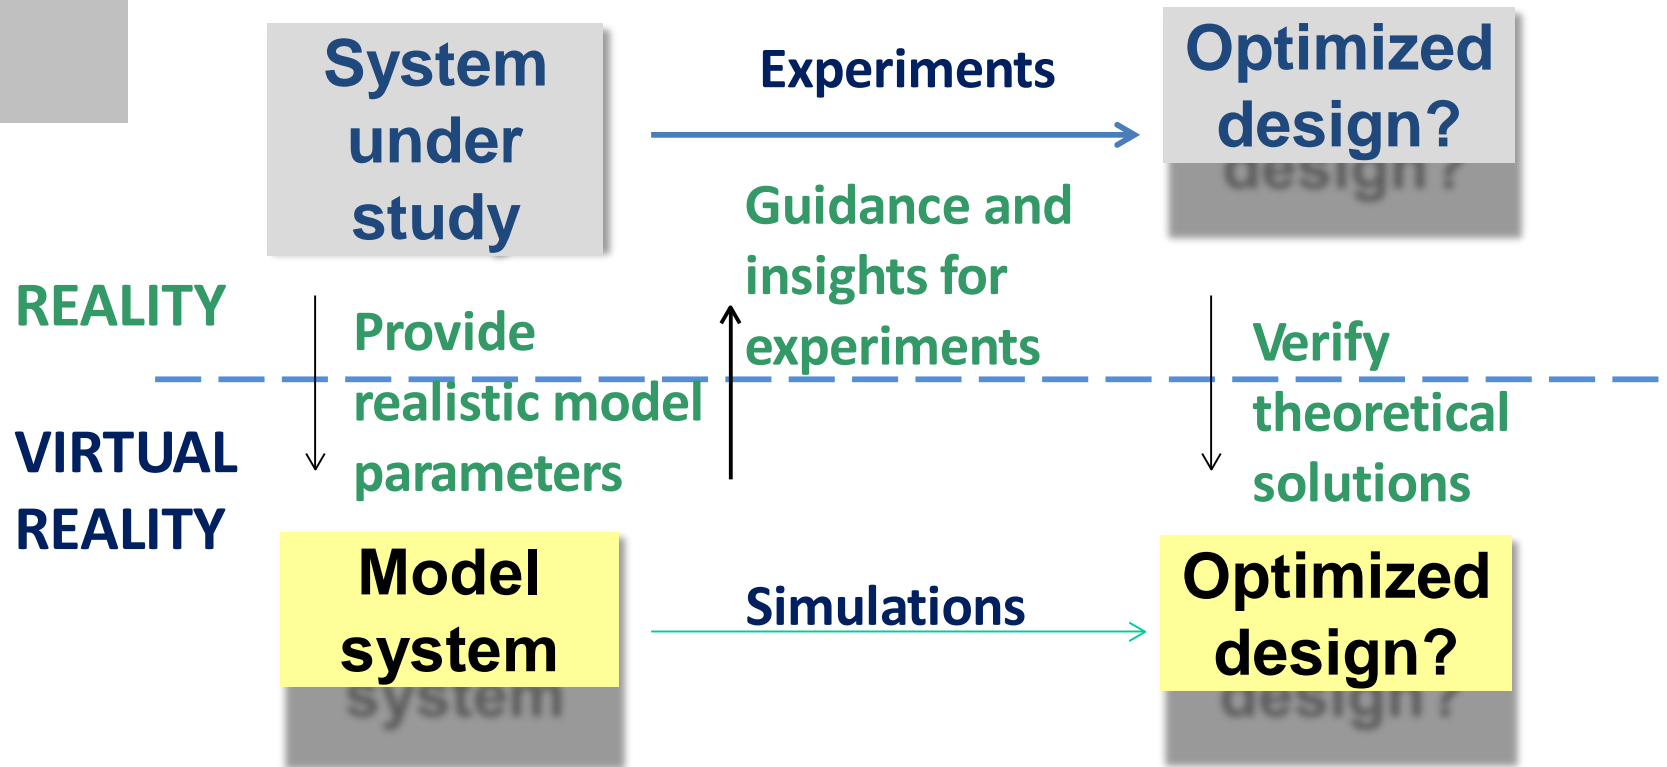 System
under
study
Experiments
Optimized
design?
REALITY
Provide
realistic model
parameters
Guidance and
insights for
experiments
Verify
theoretical
solutions
VIRTUAL
REALITY
Model
system
Simulations
Optimized
design?